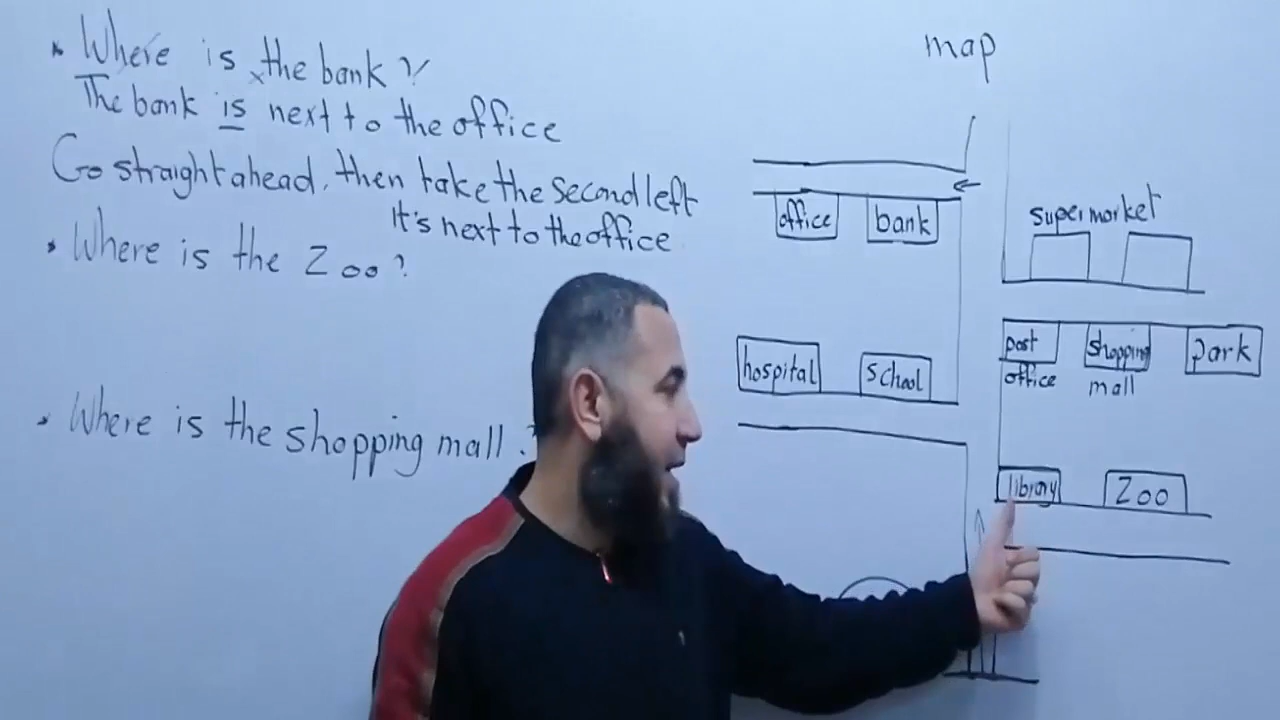 • Where is the bank?
The bank is next to the office
Go straight ahead, then take the second left
It's next to the office
• Where is the Zoo?
• Where is the shopping mall?
map
office
bank
supermarket
hospital
school
post
office
shopping
mall
park
library
Zoo